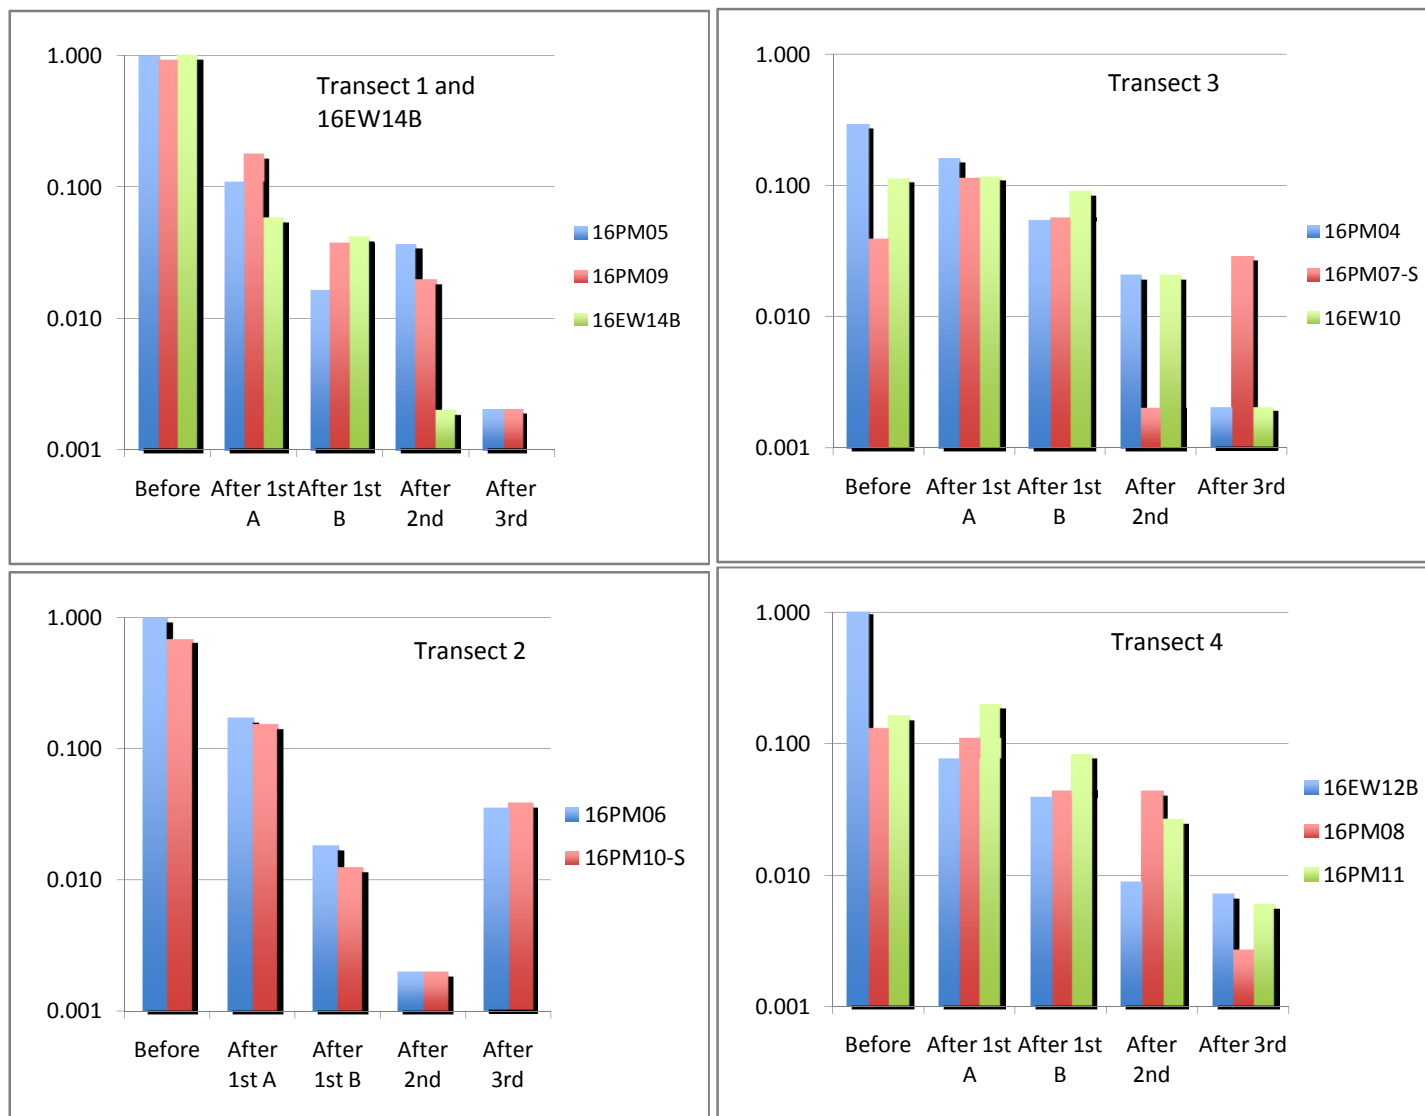 1.000
0.100
0.010
0.001
Transect 1 and
16EW14B
16PM05
16PM09
16EW14B
Before After 1st After 1st After After
A B 2nd 3rd
1.000
0.100
0.010
0.001
Transect 3
16PM04
16PM07-S
16EW10
Before After 1st After 1st After After 3rd
A B 2nd
1.000
0.100
0.010
0.001
Transect 2
16PM06
16PM10-S
Before After After After After
1st A 1st B 2nd 3rd
1.000
0.100
0.010
0.001
Transect 4
16EW12B
16PM08
16PM11
Before After 1st After 1st After After 3rd
A B 2nd